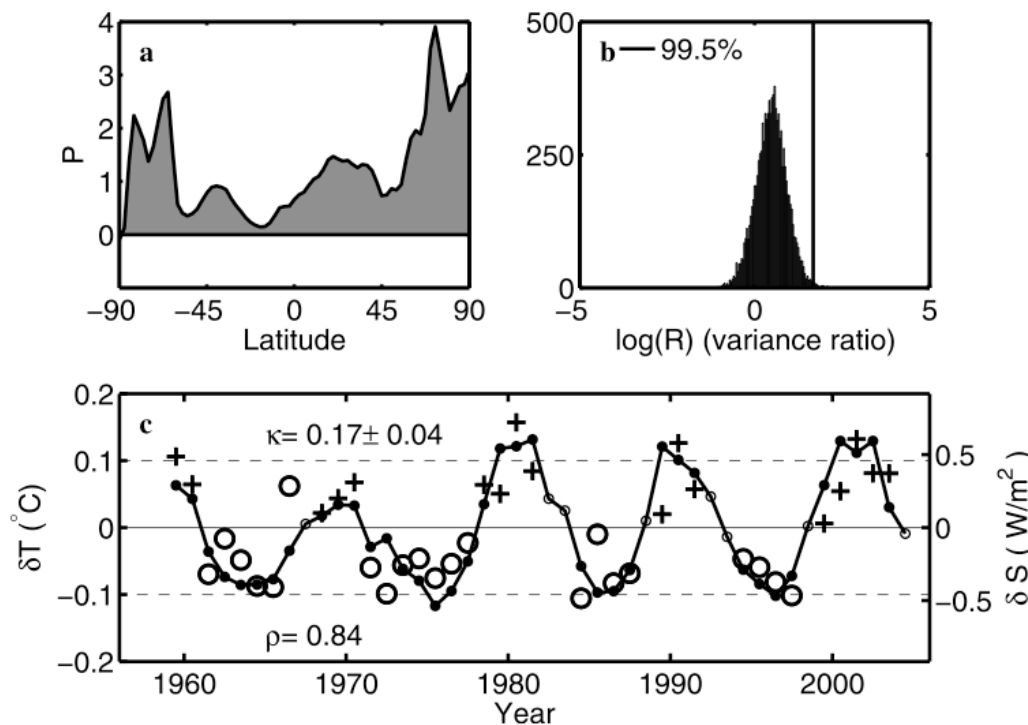 a
4
3
2
1
0
P
−90
−45
0
45
90
Latitude
b
99.5%
500
250
0
−5
0
5
log(R) (variance ratio)
c
κ= 0.17± 0.04
ρ= 0.84
0.2
0.1
0
−0.1
−0.2
δT (°C)
0.5
0
−0.5
δ S ( W/m²)
1960
1970
1980
1990
2000
Year